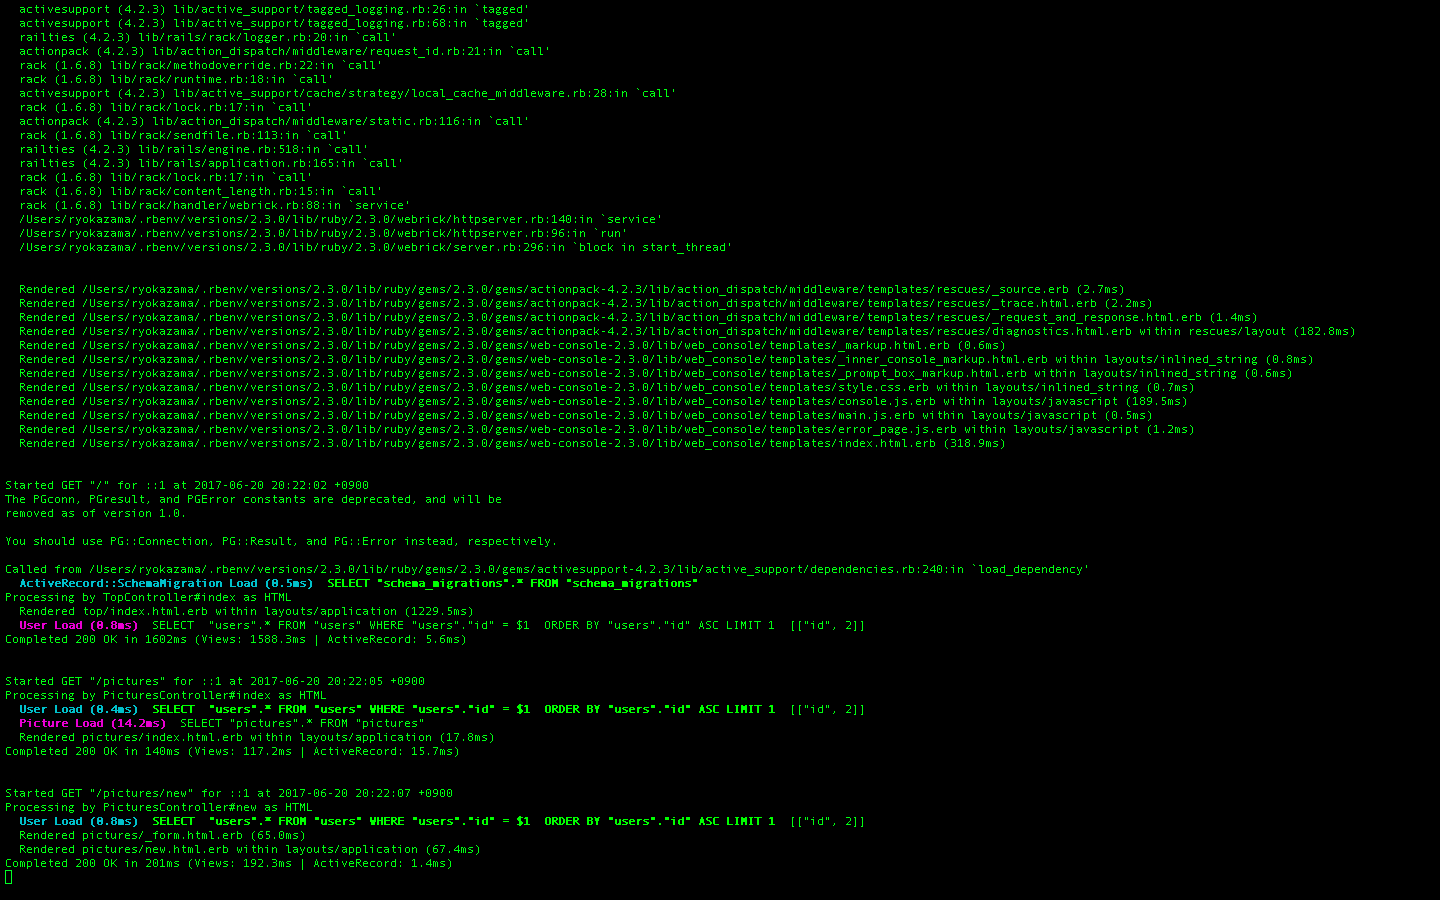 activesupport (4.2.3) lib/active_support/tagged_logging.rb:26:in `tagged'
activesupport (4.2.3) lib/active_support/tagged_logging.rb:68:in `tagged'
railties (4.2.3) lib/rails/rack/logger.rb:20:in `call'
actionpack (4.2.3) lib/action_dispatch/middleware/request_id.rb:21:in `call'
rack (1.6.8) lib/rack/methodoverride.rb:22:in `call'
rack (1.6.8) lib/rack/runtime.rb:18:in `call'
activesupport (4.2.3) lib/active_support/cache/strategy/local_cache_middleware.rb:28:in `call'
rack (1.6.8) lib/rack/lock.rb:17:in `call'
actionpack (4.2.3) lib/action_dispatch/middleware/static.rb:116:in `call'
rack (1.6.8) lib/rack/sendfile.rb:113:in `call'
railties (4.2.3) lib/rails/engine.rb:518:in `call'
railties (4.2.3) lib/rails/application.rb:165:in `call'
rack (1.6.8) lib/rack/lock.rb:17:in `call'
rack (1.6.8) lib/rack/content_length.rb:15:in `call'
rack (1.6.8) lib/rack/handler/webrick.rb:88:in `service'
/Users/ryokazama/.rbenv/versions/2.3.0/lib/ruby/2.3.0/webrick/httpserver.rb:140:in `service'
/Users/ryokazama/.rbenv/versions/2.3.0/lib/ruby/2.3.0/webrick/httpserver.rb:96:in `run'
/Users/ryokazama/.rbenv/versions/2.3.0/lib/ruby/2.3.0/webrick/server.rb:296:in `block in start_thread'
Rendered /Users/ryokazama/.rbenv/versions/2.3.0/lib/ruby/gems/2.3.0/gems/actionpack-4.2.3/lib/action_dispatch/middleware/templates/rescues/_source.erb (2.7ms)
Rendered /Users/ryokazama/.rbenv/versions/2.3.0/lib/ruby/gems/2.3.0/gems/actionpack-4.2.3/lib/action_dispatch/middleware/templates/rescues/_trace.html.erb (2.2ms)
Rendered /Users/ryokazama/.rbenv/versions/2.3.0/lib/ruby/gems/2.3.0/gems/actionpack-4.2.3/lib/action_dispatch/middleware/templates/rescues/_request_and_response.html.erb (1.4ms)
Rendered /Users/ryokazama/.rbenv/versions/2.3.0/lib/ruby/gems/2.3.0/gems/actionpack-4.2.3/lib/action_dispatch/middleware/templates/rescues/diagnostics.html.erb within rescues/layout (182.8ms)
Rendered /Users/ryokazama/.rbenv/versions/2.3.0/lib/ruby/gems/2.3.0/gems/web-console-2.3.0/lib/web_console/templates/_markup.html.erb (0.6ms)
Rendered /Users/ryokazama/.rbenv/versions/2.3.0/lib/ruby/gems/2.3.0/gems/web-console-2.3.0/lib/web_console/templates/_inner_console_markup.html.erb within layouts/inlined_string (0.8ms)
Rendered /Users/ryokazama/.rbenv/versions/2.3.0/lib/ruby/gems/2.3.0/gems/web-console-2.3.0/lib/web_console/templates/_prompt_box_markup.html.erb within layouts/inlined_string (0.6ms)
Rendered /Users/ryokazama/.rbenv/versions/2.3.0/lib/ruby/gems/2.3.0/gems/web-console-2.3.0/lib/web_console/templates/style.css.erb within layouts/inlined_string (0.7ms)
Rendered /Users/ryokazama/.rbenv/versions/2.3.0/lib/ruby/gems/2.3.0/gems/web-console-2.3.0/lib/web_console/templates/console.js.erb within layouts/javascript (189.5ms)
Rendered /Users/ryokazama/.rbenv/versions/2.3.0/lib/ruby/gems/2.3.0/gems/web-console-2.3.0/lib/web_console/templates/main.js.erb within layouts/javascript (0.5ms)
Rendered /Users/ryokazama/.rbenv/versions/2.3.0/lib/ruby/gems/2.3.0/gems/web-console-2.3.0/lib/web_console/templates/error_page.js.erb within layouts/javascript (1.2ms)
Rendered /Users/ryokazama/.rbenv/versions/2.3.0/lib/ruby/gems/2.3.0/gems/web-console-2.3.0/lib/web_console/templates/index.html.erb (318.9ms)
Started GET "/" for ::1 at 2017-06-20 20:22:02 +0900
The PGconn, PGresult, and PGError constants are deprecated, and will be
removed as of version 1.0.
You should use PG::Connection, PG::Result, and PG::Error instead, respectively.
Called from /Users/ryokazama/.rbenv/versions/2.3.0/lib/ruby/gems/2.3.0/gems/activesupport-4.2.3/lib/active_support/dependencies.rb:240:in `load_dependency'
ActiveRecord::SchemaMigration Load (0.5ms)  SELECT "schema_migrations".* FROM "schema_migrations"
Processing by TopController#index as HTML
Rendered top/index.html.erb within layouts/application (1229.5ms)
User Load (0.8ms)  SELECT  "users".* FROM "users" WHERE "users"."id" = $1  ORDER BY "users"."id" ASC LIMIT 1  [["id", 2]]
Completed 200 OK in 1602ms (Views: 1588.3ms | ActiveRecord: 5.6ms)
Started GET "/pictures" for ::1 at 2017-06-20 20:22:05 +0900
Processing by PicturesController#index as HTML
User Load (0.4ms)  SELECT  "users".* FROM "users" WHERE "users"."id" = $1  ORDER BY "users"."id" ASC LIMIT 1  [["id", 2]]
Picture Load (14.2ms)  SELECT "pictures".* FROM "pictures"
Rendered pictures/index.html.erb within layouts/application (17.8ms)
Completed 200 OK in 140ms (Views: 117.2ms | ActiveRecord: 15.7ms)
Started GET "/pictures/new" for ::1 at 2017-06-20 20:22:07 +0900
Processing by PicturesController#new as HTML
User Load (0.8ms)  SELECT  "users".* FROM "users" WHERE "users"."id" = $1  ORDER BY "users"."id" ASC LIMIT 1  [["id", 2]]
Rendered pictures/_form.html.erb (65.0ms)
Rendered pictures/new.html.erb within layouts/application (67.4ms)
Completed 200 OK in 201ms (Views: 192.3ms | ActiveRecord: 1.4ms)